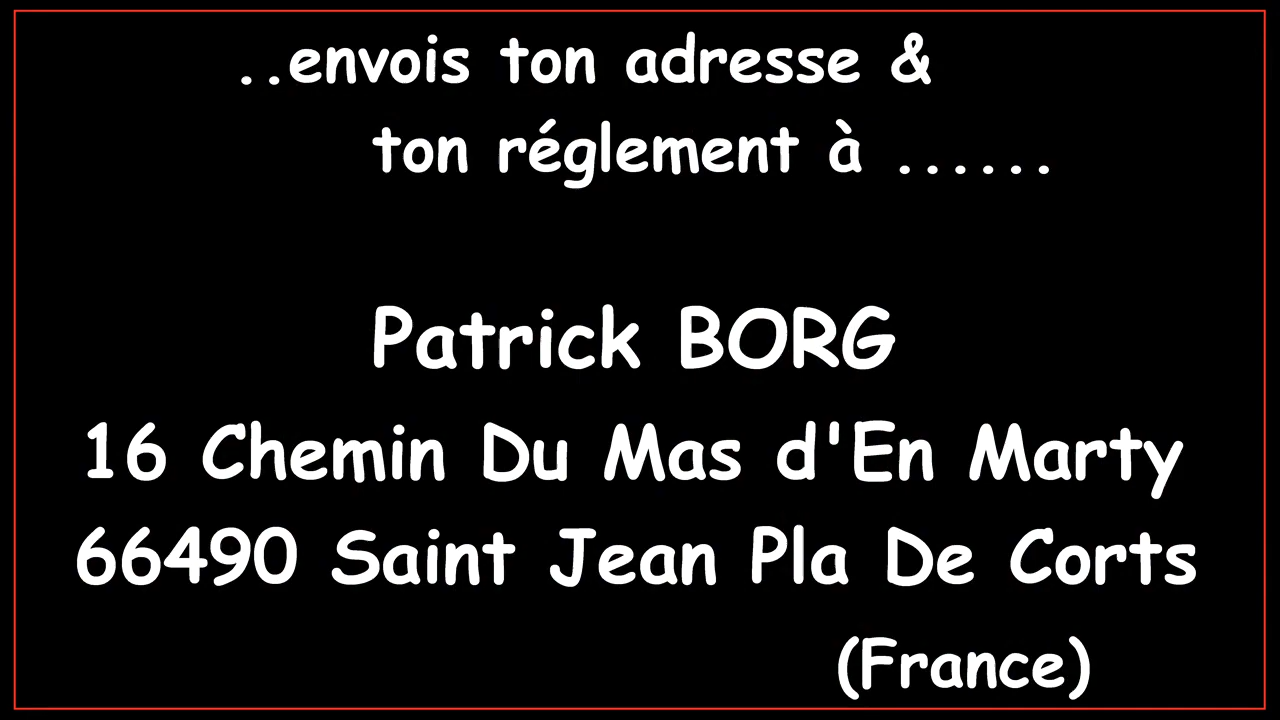 ..envois ton adresse &
ton réglement à ......
Patrick BORG
16 Chemin Du Mas d'En Marty
66490 Saint Jean Pla De Corts
(France)